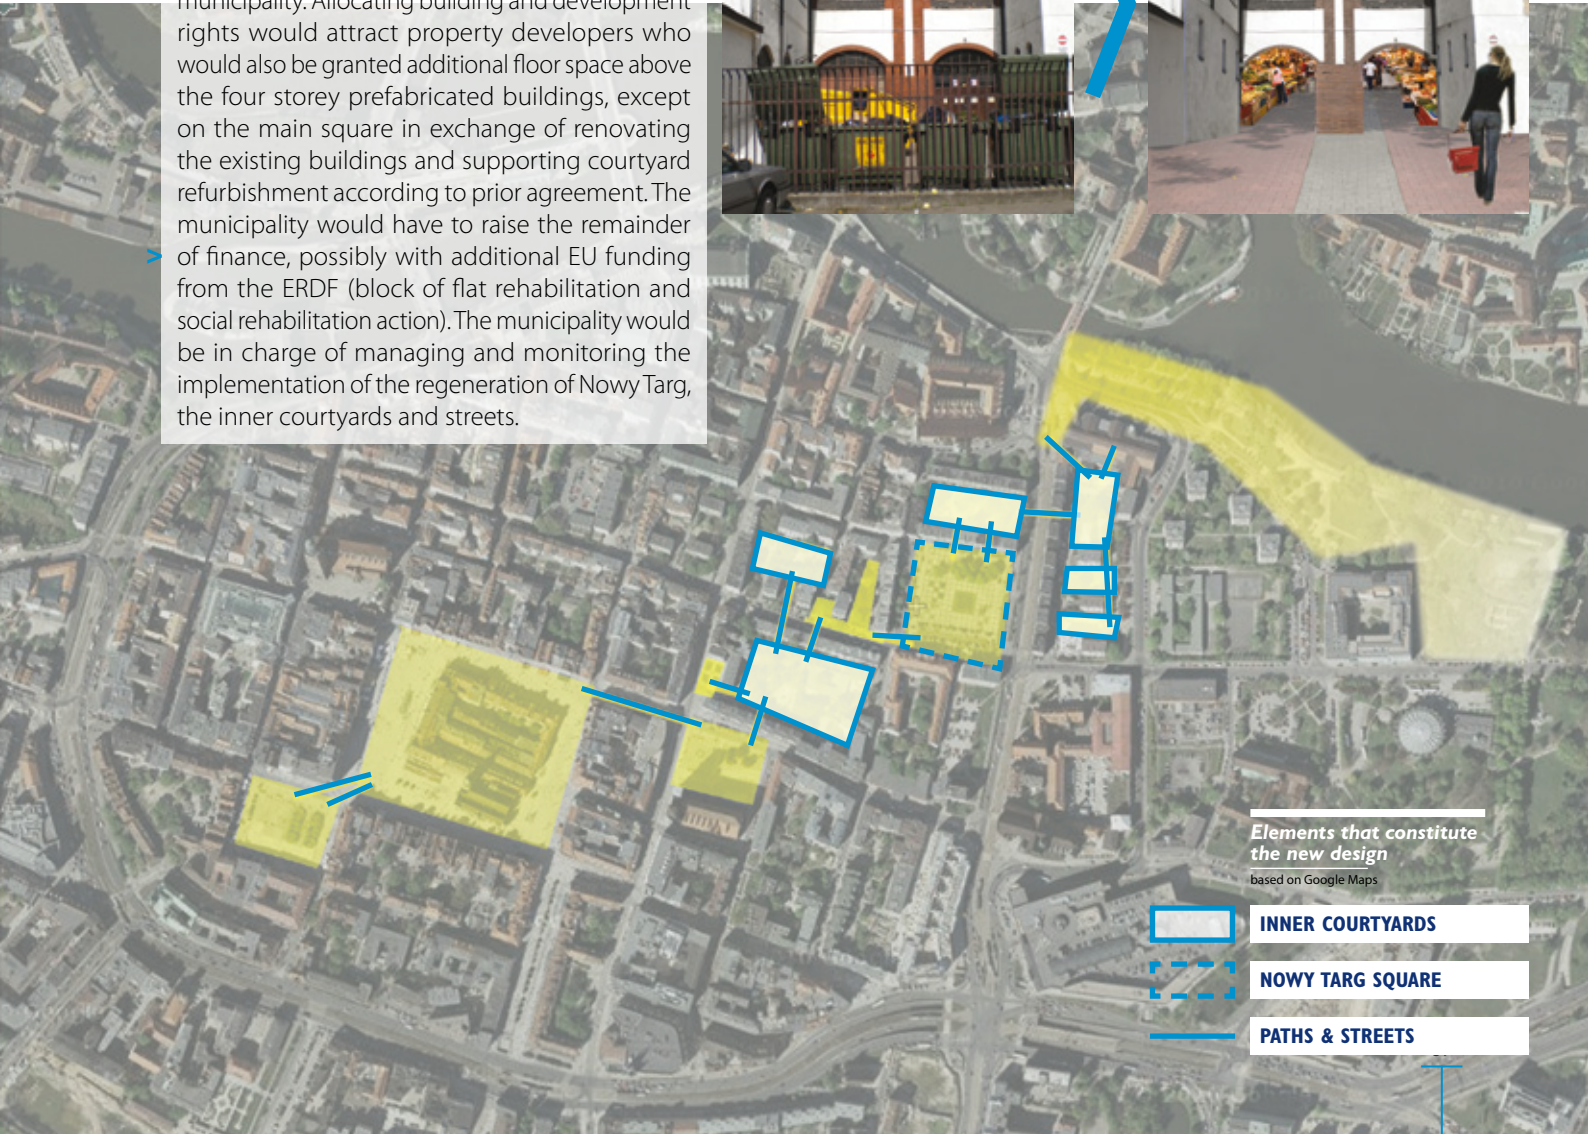 municipality. Allocating building and development
rights would attract property developers who
would also be granted additional floor space above
the four storey prefabricated buildings, except
on the main square in exchange of renovating
the existing buildings and supporting courtyard
refurbishment according to prior agreement. The
municipality would have to raise the remainder
> of finance, possibly with additional EU funding
from the ERDF (block of flat rehabilitation and
social rehabilitation action). The municipality would
be in charge of managing and monitoring the
implementation of the regeneration of Nowy Targ,
the inner courtyards and streets.
Elements that constitute
the new design
based on Google Maps
INNER COURTYARDS
NOWY TARG SQUARE
PATHS & STREETS